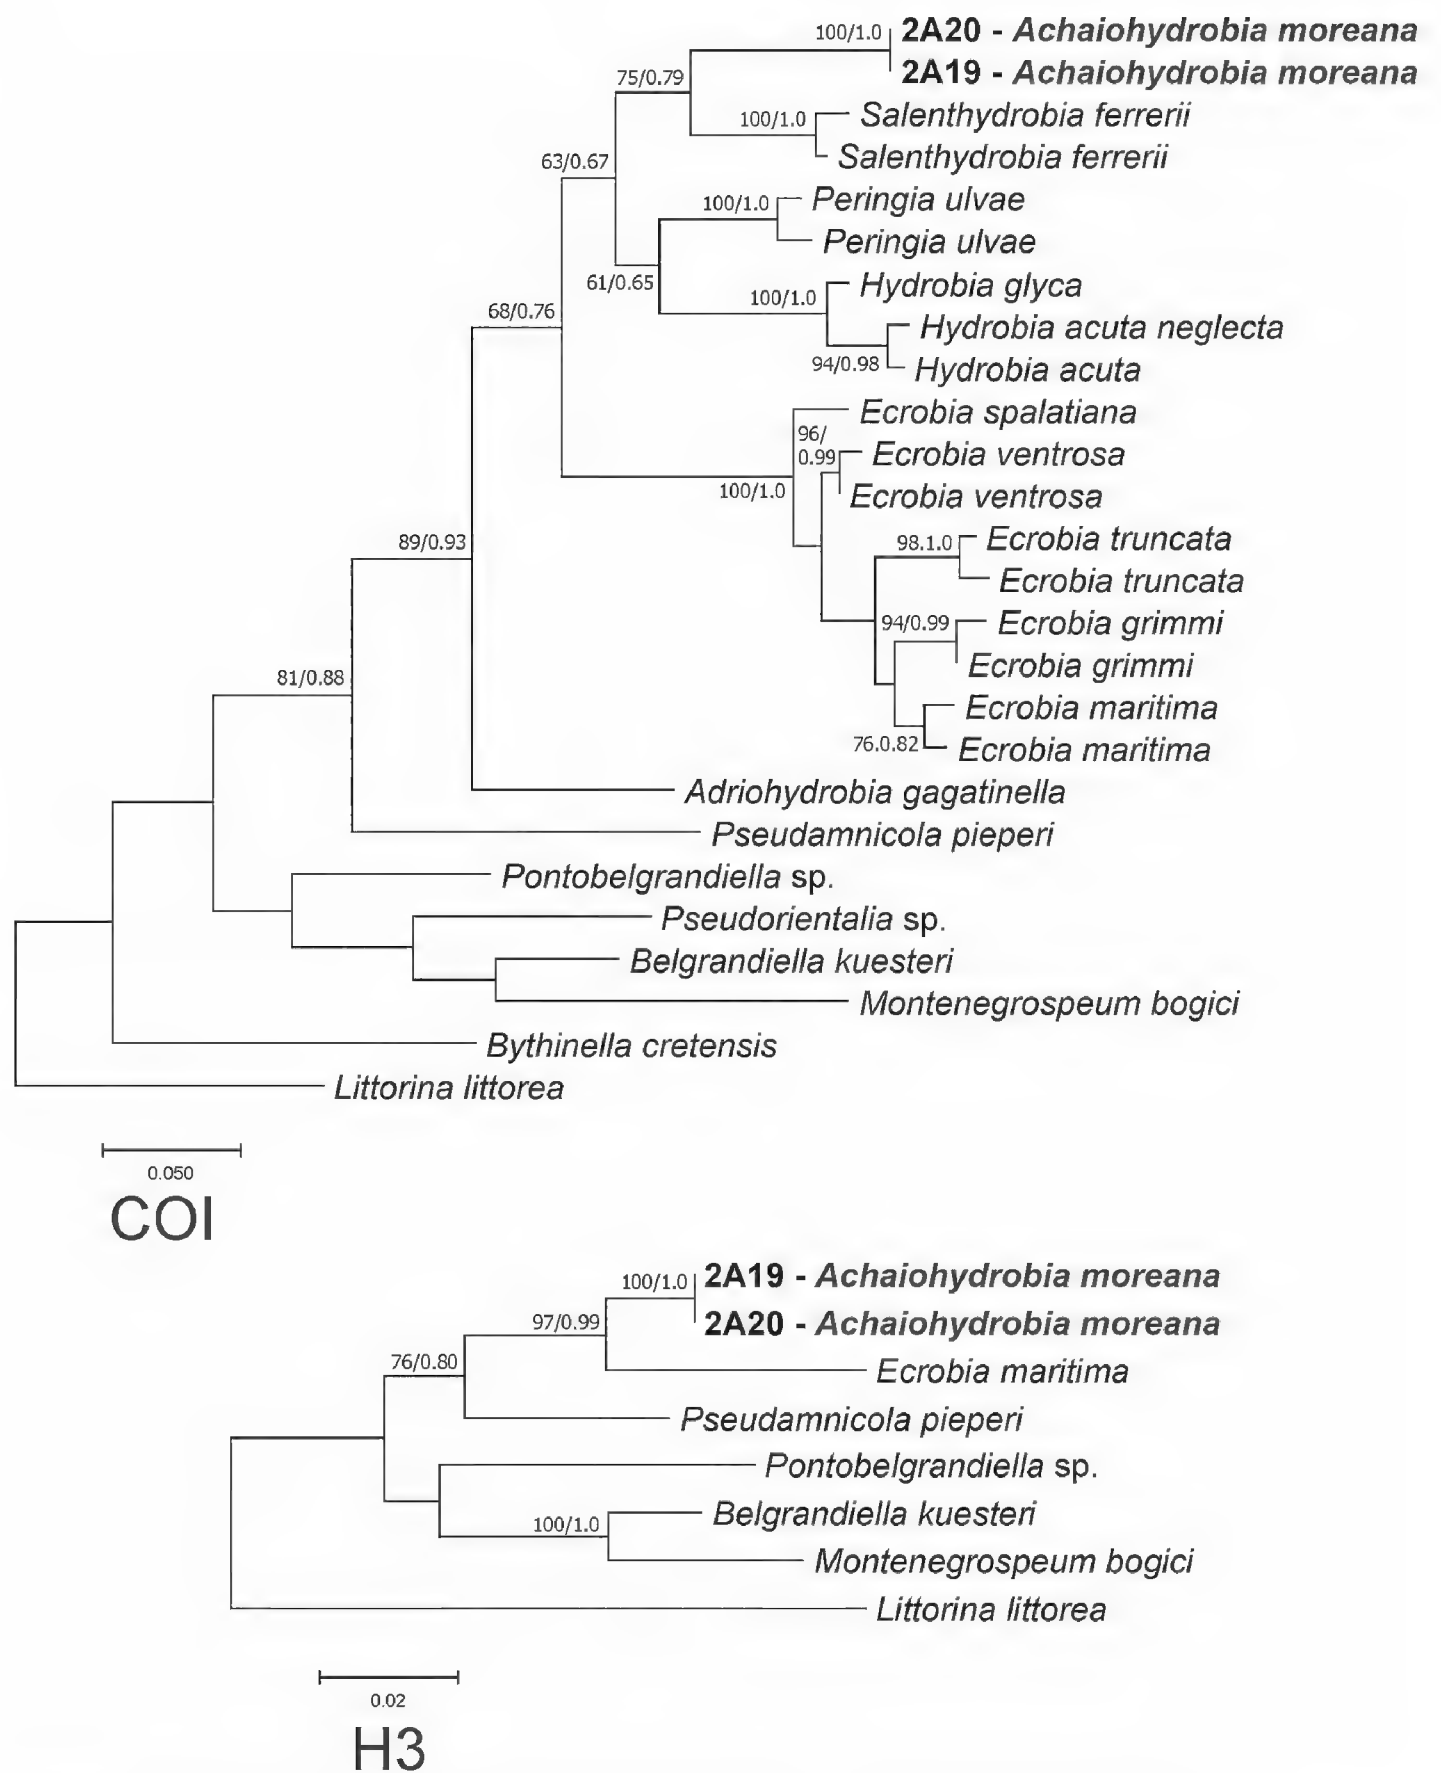 100/1.0
2A20 - Achaiohydrobia moreana
2A19 - Achaiohydrobia moreana
75/0.79
100/1.0
Salenthydrobia ferrerii
Salenthydrobia ferrerii
63/0.67
100/1.0
Peringia ulvae
Peringia ulvae
61/0.65
100/1.0
Hydrobia glyca
68/0.76
Hydrobia acuta neglecta
94/0.98
Hydrobia acuta
Ecrobia spalatiana
96/
0.99
Ecrobia ventrosa
100/1.0
Ecrobia ventrosa
89/0.93
98.1.0
Ecrobia truncata
Ecrobia truncata
94/0.99
Ecrobia grimmi
Ecrobia grimmi
81/0.88
Ecrobia maritima
76.0.82
Ecrobia maritima
Adriohydrobia gagatinella
Pseudamnicola pieperi
Pontobelgrandiella sp.
Pseudorientalia sp.
Belgrandiella kuesteri
Montenegrospeum bogici
Bythinella cretensis
Littorina littorea
0.050
COI
100/1.0
2A19 - Achaiohydrobia moreana
97/0.99
2A20 - Achaiohydrobia moreana
76/0.80
Ecrobia maritima
Pseudamnicola pieperi
Pontobelgrandiella sp.
100/1.0
Belgrandiella kuesteri
Montenegrospeum bogici
Littorina littorea
0.02
H3